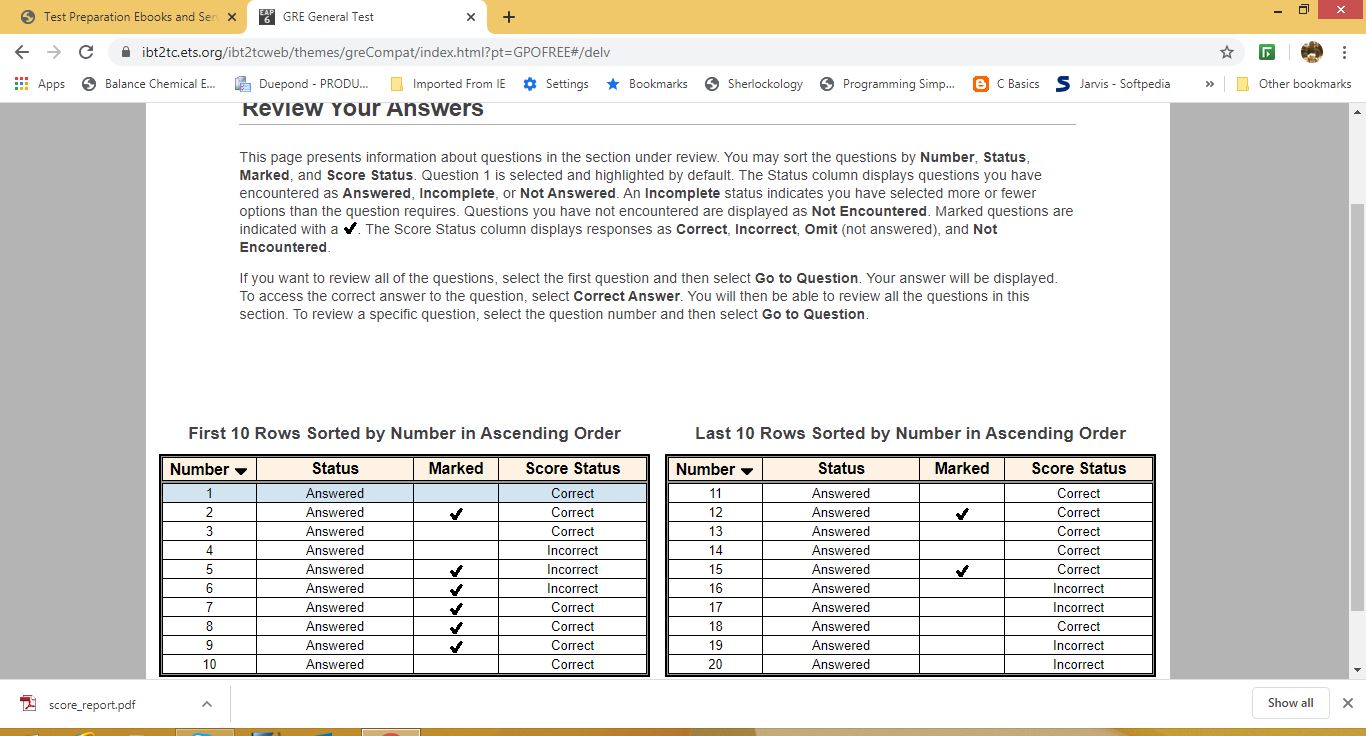 Test Preparation Ebooks and Ser
GRE General Test
ibt2tc.ets.org/ibt2tcweb/themes/greCompat/index.html?pt=GPOFREE#/delv
Apps Balance Chemical E... Duepond - PRODU... Imported From IE Settings Bookmarks Sherlockology Programming Simp... C Basics Jarvis - Softpedia » Other bookmarks
Review Your Answers
This page presents information about questions in the section under review. You may sort the questions by Number, Status,
Marked, and Score Status. Question 1 is selected and highlighted by default. The Status column displays questions you have
encountered as Answered, Incomplete, or Not Answered. An Incomplete status indicates you have selected more or fewer
options than the question requires. Questions you have not encountered are displayed as Not Encountered. Marked questions are
indicated with a ✔. The Score Status column displays responses as Correct, Incorrect, Omit (not answered), and Not
Encountered.
If you want to review all of the questions, select the first question and then select Go to Question. Your answer will be displayed.
To access the correct answer to the question, select Correct Answer. You will then be able to review all the questions in this
section. To review a specific question, select the question number and then select Go to Question.
First 10 Rows Sorted by Number in Ascending Order
Number Status Marked Score Status
1 Answered Correct
2 Answered ✔ Correct
3 Answered Correct
4 Answered Incorrect
5 Answered ✔ Incorrect
6 Answered ✔ Incorrect
7 Answered ✔ Correct
8 Answered ✔ Correct
9 Answered ✔ Correct
10 Answered Correct
Last 10 Rows Sorted by Number in Ascending Order
Number Status Marked Score Status
11 Answered Correct
12 Answered ✔ Correct
13 Answered Correct
14 Answered Correct
15 Answered ✔ Correct
16 Answered Incorrect
17 Answered Incorrect
18 Answered Correct
19 Answered Incorrect
20 Answered Incorrect
score_report.pdf
Show all